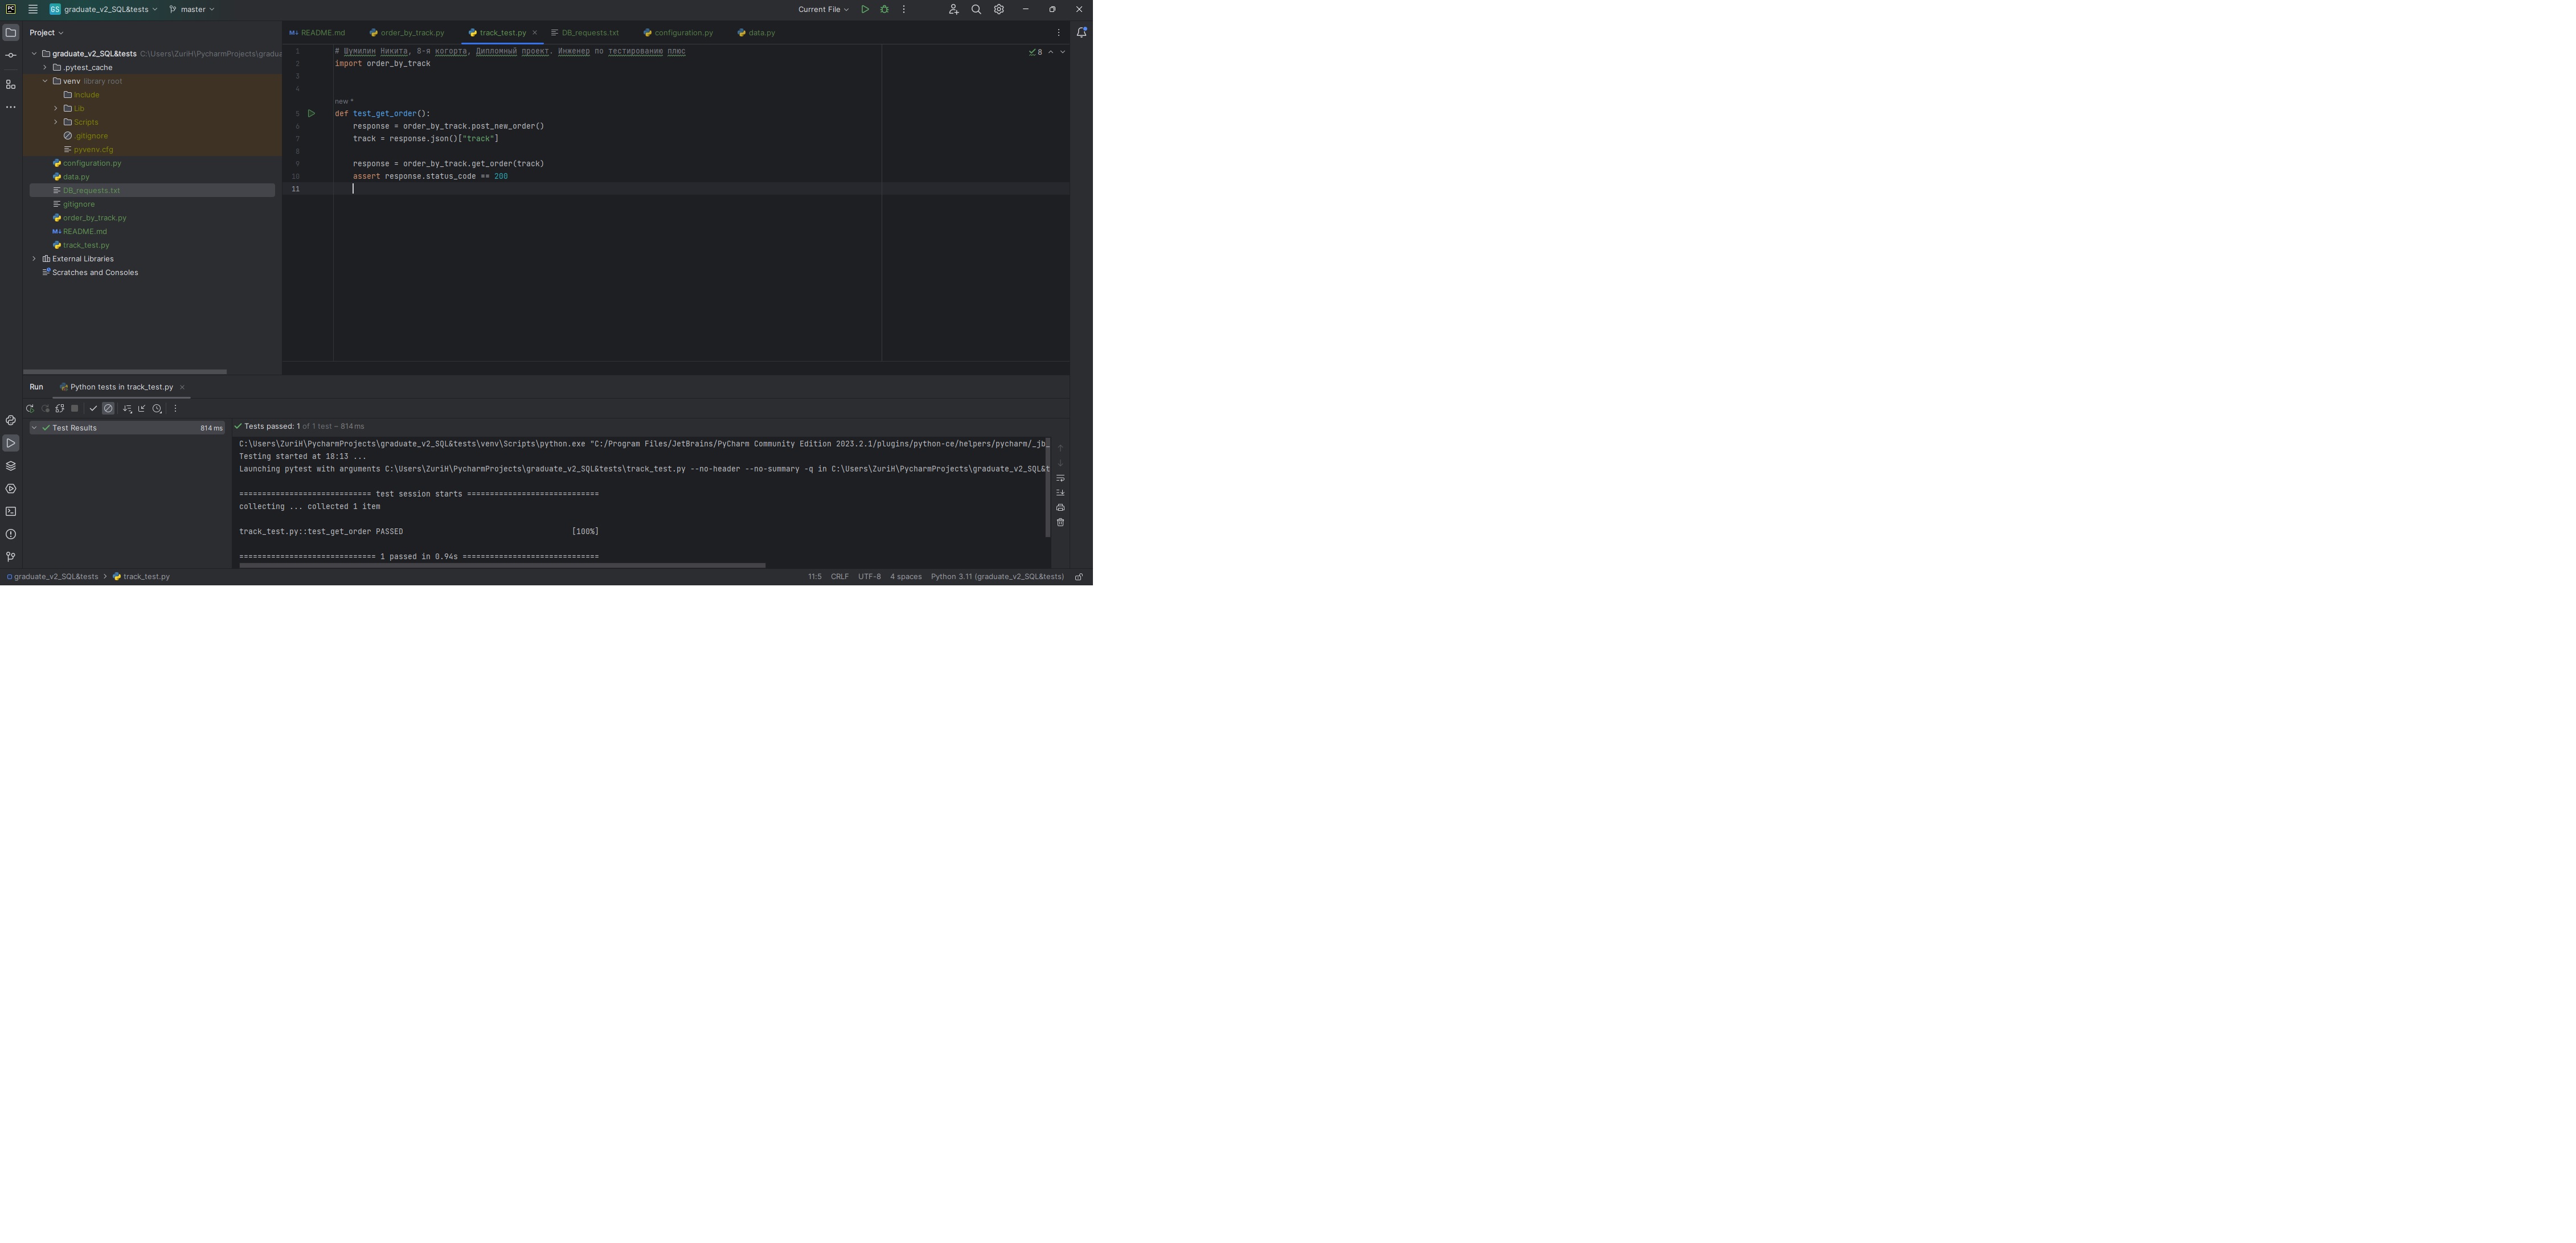 PC
GS graduate_v2_SQL&tests master Current File
Project
README.md order_by_track.py track_test.py DB_requests.txt configuration.py data.py
graduate_v2_SQL&tests C:\Users\ZuriH\PycharmProjects\gradua
.pytest_cache
venv library root
Include
Lib
Scripts
.gitignore
pyvenv.cfg
configuration.py
data.py
DB_requests.txt
gitignore
order_by_track.py
README.md
track_test.py
External Libraries
Scratches and Consoles
8
1 # Шумилин Никита, 8-я когорта, Дипломный проект. Инженер по тестированию плюс
2 import order_by_track
3
4
new *
5 def test_get_order():
6 response = order_by_track.post_new_order()
7 track = response.json()["track"]
8
9 response = order_by_track.get_order(track)
10 assert response.status_code == 200
11
Run Python tests in track_test.py
Test Results 814 ms
Tests passed: 1 of 1 test – 814 ms
C:\Users\ZuriH\PycharmProjects\graduate_v2_SQL&tests\venv\Scripts\python.exe "C:/Program Files/JetBrains/PyCharm Community Edition 2023.2.1/plugins/python-ce/helpers/pycharm/_jb_
Testing started at 18:13 ...
Launching pytest with arguments C:\Users\ZuriH\PycharmProjects\graduate_v2_SQL&tests\track_test.py --no-header --no-summary -q in C:\Users\ZuriH\PycharmProjects\graduate_v2_SQL&t
============================= test session starts =============================
collecting ... collected 1 item
track_test.py::test_get_order PASSED [100%]
============================== 1 passed in 0.94s ==============================
graduate_v2_SQL&tests track_test.py 11:5 CRLF UTF-8 4 spaces Python 3.11 (graduate_v2_SQL&tests)